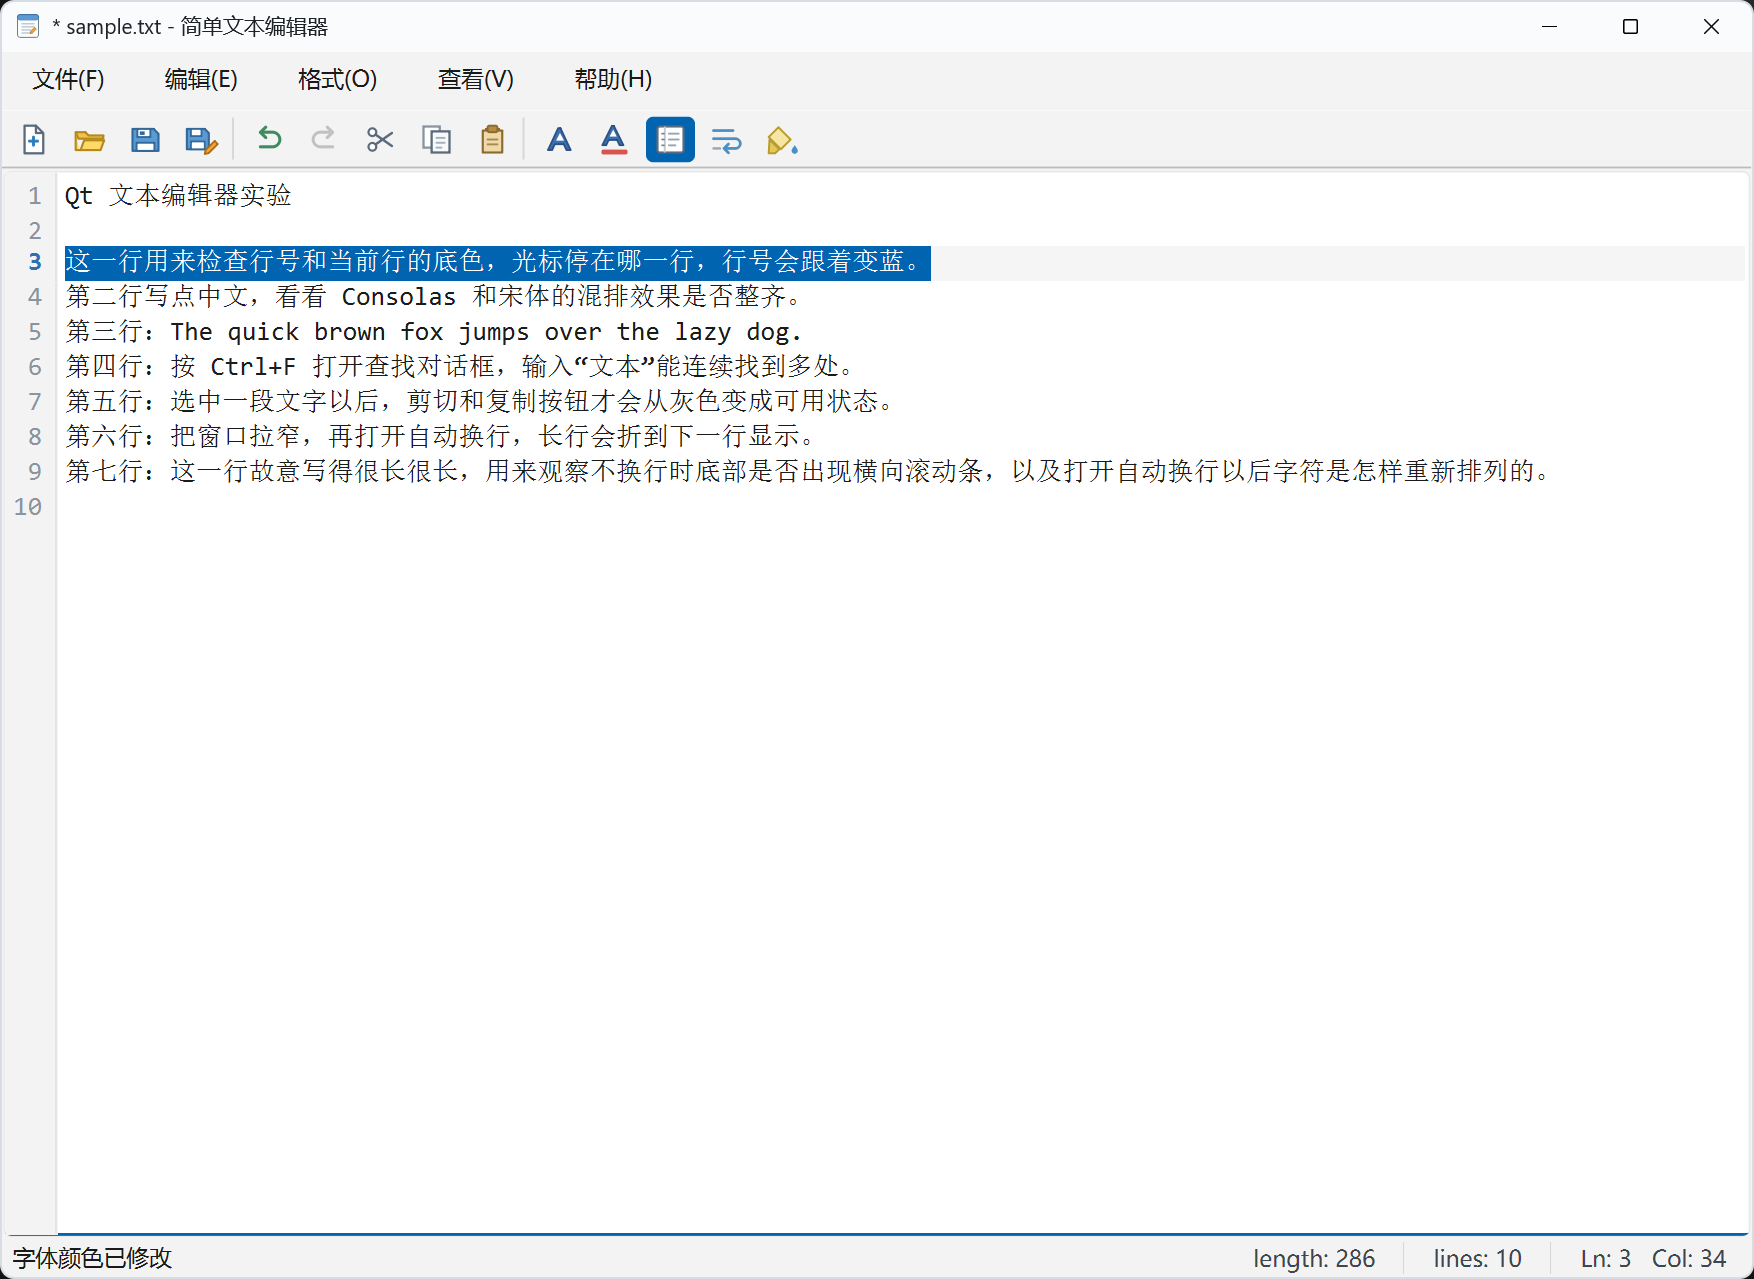 * sample.txt - 简单文本编辑器
文件(F) 编辑(E) 格式(O) 查看(V) 帮助(H)
1 Qt 文本编辑器实验
2
3 这一行用来检查行号和当前行的底色，光标停在哪一行，行号会跟着变蓝。
4 第二行写点中文，看看 Consolas 和宋体的混排效果是否整齐。
5 第三行：The quick brown fox jumps over the lazy dog.
6 第四行：按 Ctrl+F 打开查找对话框，输入“文本”能连续找到多处。
7 第五行：选中一段文字以后，剪切和复制按钮才会从灰色变成可用状态。
8 第六行：把窗口拉窄，再打开自动换行，长行会折到下一行显示。
9 第七行：这一行故意写得很长很长，用来观察不换行时底部是否出现横向滚动条，以及打开自动换行以后字符是怎样重新排列的。
10
字体颜色已修改 length: 286 lines: 10 Ln: 3 Col: 34